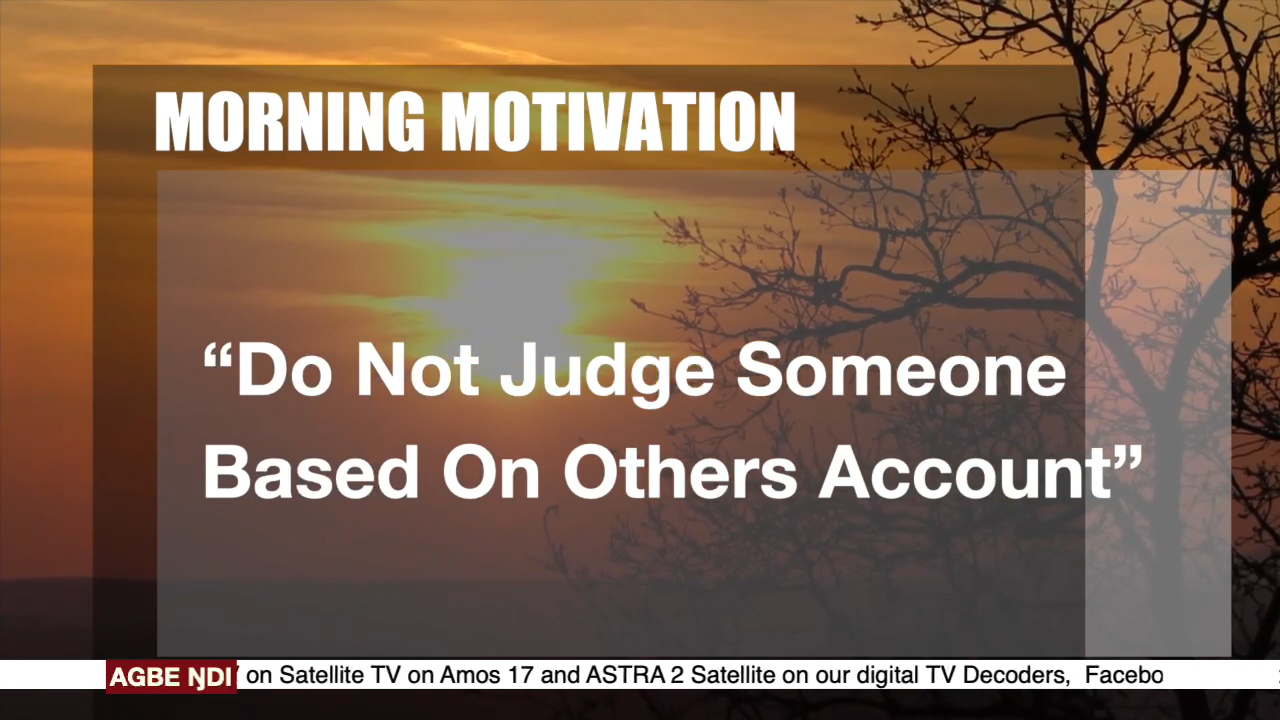 MORNING MOTIVATION
“Do Not Judge Someone
Based On Others Account”
AGBE ŊDI on Satellite TV on Amos 17 and ASTRA 2 Satellite on our digital TV Decoders, Facebo